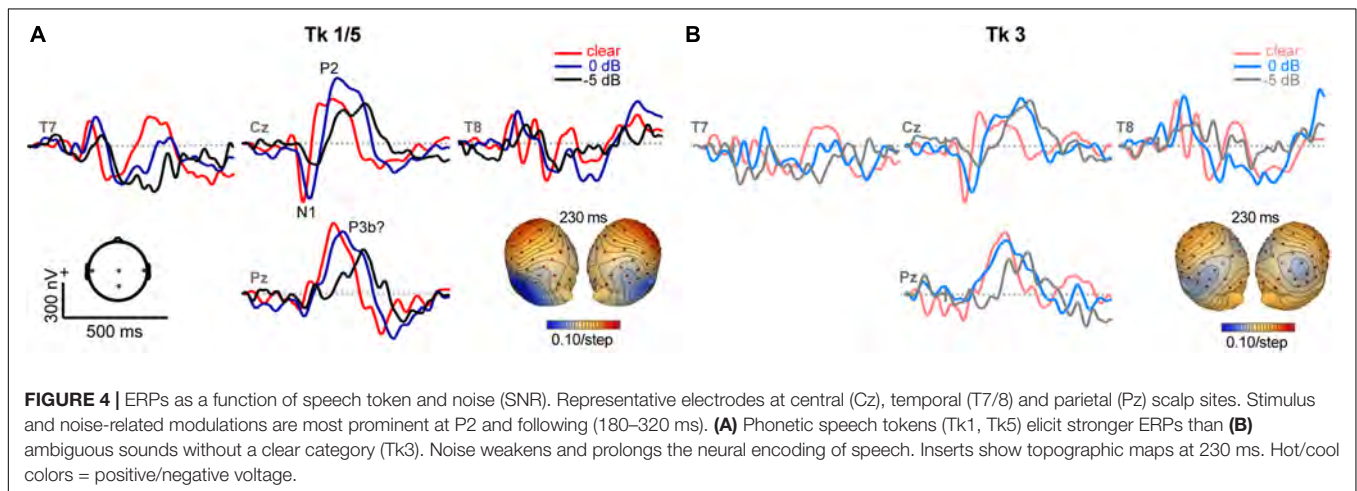 A
Tk 1/5
clear
0 dB
-5 dB
P2
T7
Cz
T8
N1
230 ms
P3b?
Pz
300 nV
+
500 ms
0.10/step
B
Tk 3
clear
0 dB
-5 dB
T7
Cz
T8
230 ms
Pz
0.10/step
FIGURE 4 | ERPs as a function of speech token and noise (SNR). Representative electrodes at central (Cz), temporal (T7/8) and parietal (Pz) scalp sites. Stimulus
and noise-related modulations are most prominent at P2 and following (180–320 ms). (A) Phonetic speech tokens (Tk1, Tk5) elicit stronger ERPs than (B)
ambiguous sounds without a clear category (Tk3). Noise weakens and prolongs the neural encoding of speech. Inserts show topographic maps at 230 ms. Hot/cool
colors = positive/negative voltage.